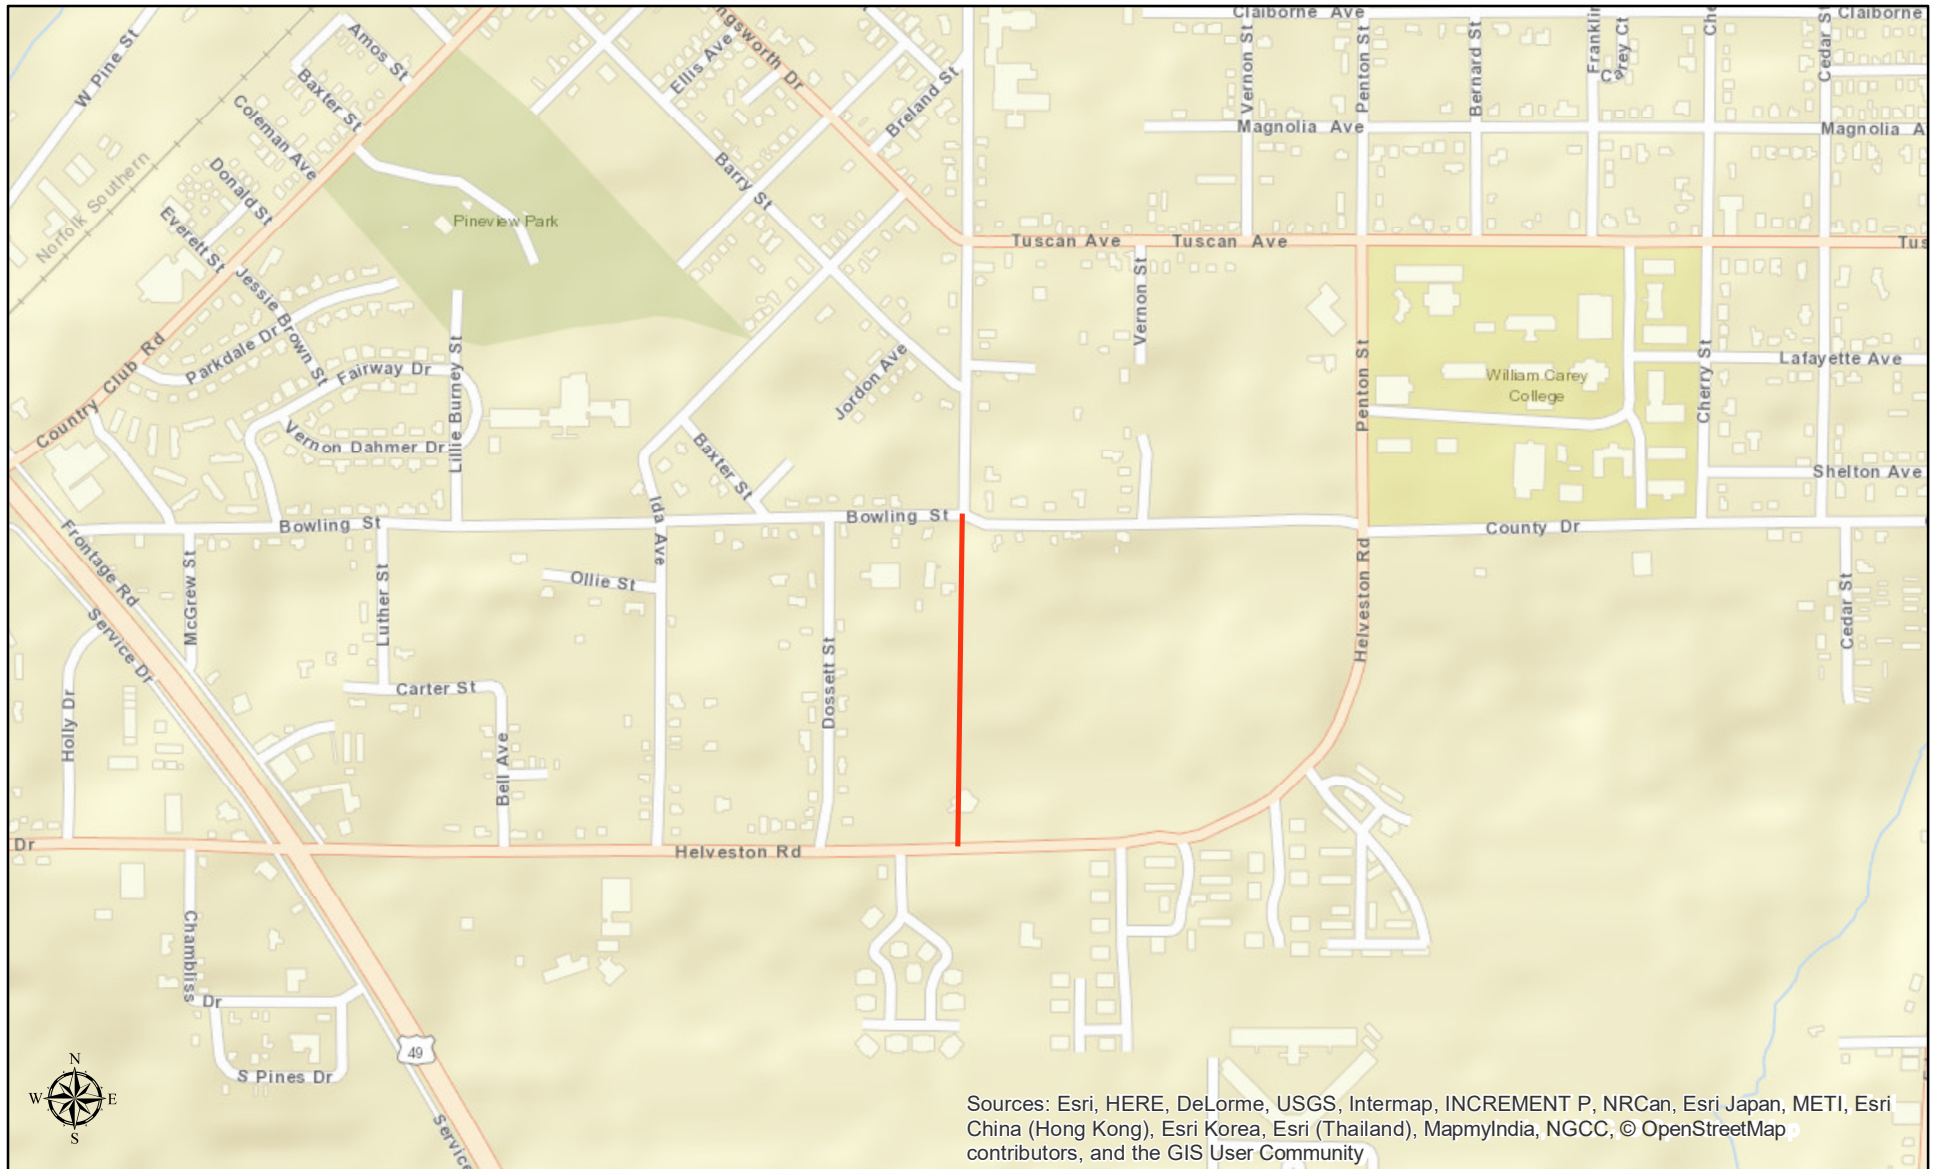 Claiborne Ave
Claiborne
W Pine St
Amos St
Baxter St
Coleman Ave
Donald St
Everett St
Norfolk Southern
Ellis Ave
ngsworth Dr
Breland St
Barry St
Pineview Park
Vernon St
Penton St
Bernard St
Franklin
Carey Ct
Che
Cedar St
Magnolia Ave
Magnolia A
Tuscan Ave
Tuscan Ave
Tus
Jessie Brown St
Parkdale Dr
Fairway Dr
Lillie Burney St
Vernon Dahmer Dr
Country Club Rd
Jordon Ave
Baxter St
Vernon St
Penton St
William Carey
College
Cherry St
Lafayette Ave
Shelton Ave
Bowling St
Bowling St
County Dr
Ida Ave
Frontage Rd
Service Dr
McGrew St
Luther St
Ollie St
Dossett St
Helveston Rd
Cedar St
Holly Dr
Carter St
Bell Ave
Dr
Helveston Rd
Chambliss Dr
S Pines Dr
49
Service
N
W E
S
Sources: Esri, HERE, DeLorme, USGS, Intermap, INCREMENT P, NRCan, Esri Japan, METI, Esri
China (Hong Kong), Esri Korea, Esri (Thailand), MapmyIndia, NGCC, © OpenStreetMap
contributors, and the GIS User Community